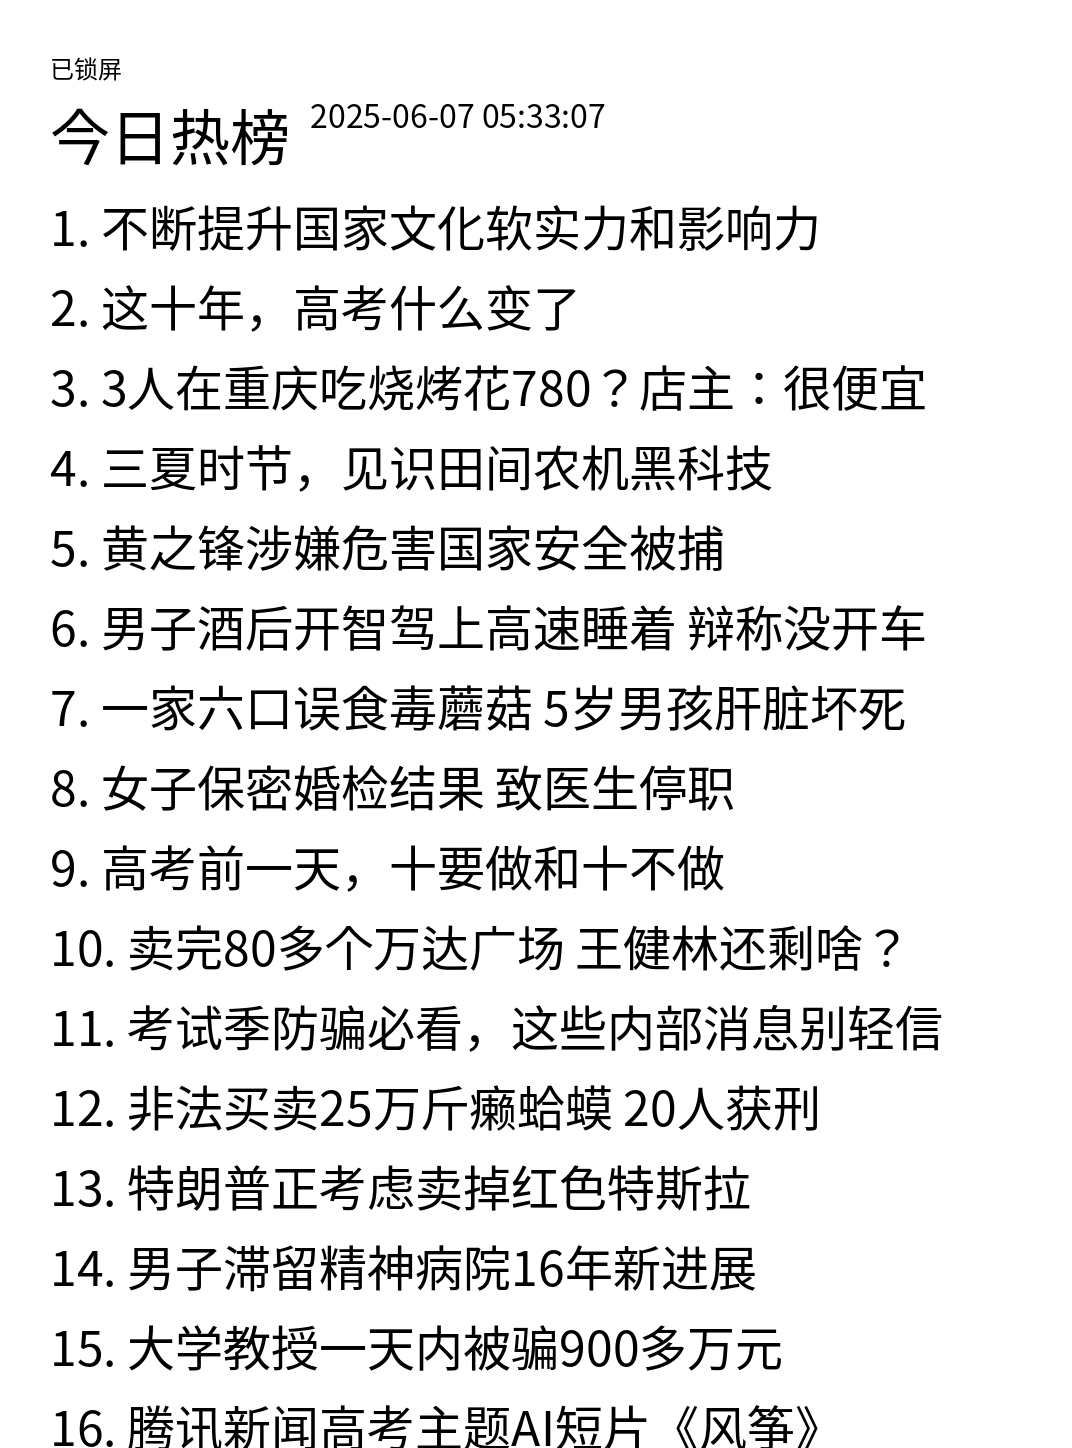 已锁屏
今日热榜 2025-06-07 05:33:07
1. 不断提升国家文化软实力和影响力
2. 这十年，高考什么变了
3. 3人在重庆吃烧烤花780？店主：很便宜
4. 三夏时节，见识田间农机黑科技
5. 黄之锋涉嫌危害国家安全被捕
6. 男子酒后开智驾上高速睡着 辩称没开车
7. 一家六口误食毒蘑菇 5岁男孩肝脏坏死
8. 女子保密婚检结果 致医生停职
9. 高考前一天，十要做和十不做
10. 卖完80多个万达广场 王健林还剩啥？
11. 考试季防骗必看，这些内部消息别轻信
12. 非法买卖25万斤癞蛤蟆 20人获刑
13. 特朗普正考虑卖掉红色特斯拉
14. 男子滞留精神病院16年新进展
15. 大学教授一天内被骗900多万元
16. 腾讯新闻高考主题AI短片《风筝》